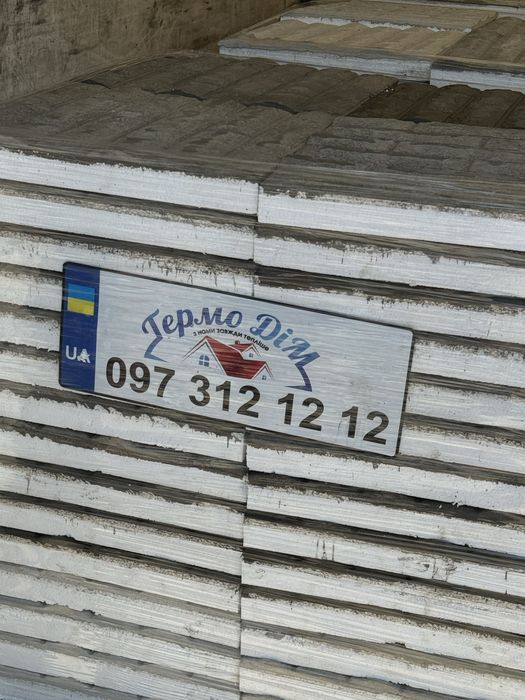 Термо Дім
з нами завжди тепліше
UA
097 312 12 12